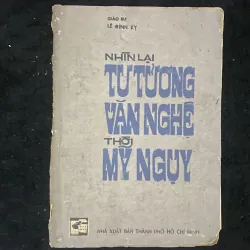 GIÁO SƯ
LÊ ĐÌNH KỴ
NHÌN LẠI
TƯ TƯỞNG
VĂN NGHỆ
THỜI
MỸ NGỤY
NHÀ XUẤT BẢN THÀNH PHỐ HỒ CHÍ MINH